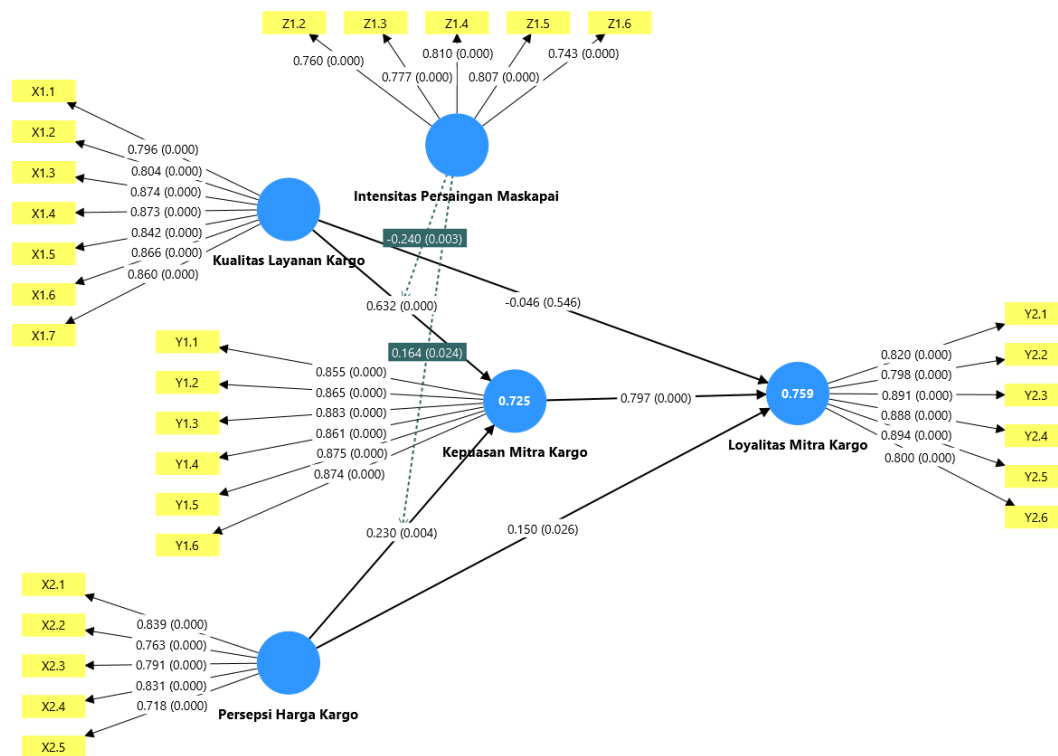 Z1.2
Z1.3
Z1.4
Z1.5
Z1.6
0.760 (0.000)
0.777 (0.000)
0.810 (0.000)
0.807 (0.000)
0.743 (0.000)
Intensitas Persaingan Maskapai
X1.1
X1.2
X1.3
X1.4
X1.5
X1.6
X1.7
0.796 (0.000)
0.804 (0.000)
0.874 (0.000)
0.873 (0.000)
0.842 (0.000)
0.866 (0.000)
0.860 (0.000)
Kualitas Layanan Kargo
-0.240 (0.003)
0.632 (0.000)
-0.046 (0.546)
0.164 (0.024)
Y1.1
Y1.2
Y1.3
Y1.4
Y1.5
Y1.6
0.855 (0.000)
0.865 (0.000)
0.883 (0.000)
0.861 (0.000)
0.875 (0.000)
0.874 (0.000)
0.725
Kepuasan Mitra Kargo
0.797 (0.000)
0.759
Loyalitas Mitra Kargo
0.820 (0.000)
0.798 (0.000)
0.891 (0.000)
0.888 (0.000)
0.894 (0.000)
0.800 (0.000)
Y2.1
Y2.2
Y2.3
Y2.4
Y2.5
Y2.6
0.230 (0.004)
0.150 (0.026)
X2.1
X2.2
X2.3
X2.4
X2.5
0.839 (0.000)
0.763 (0.000)
0.791 (0.000)
0.831 (0.000)
0.718 (0.000)
Persepsi Harga Kargo